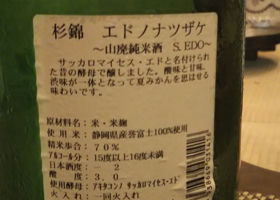 杉錦　エドノナツザケ
〜山廃純米酒　S.EDO〜
サッカロマイセス・エドと名付けられ
た昔の酵母で醸しました。酸味と甘味、
渋味が一体となって夏みかんを思わせる
味わいです。
原材料名：米・米麹
使用米：静岡県産誉富士100%使用
精米歩合：70%
アルコール分：15度以上16度未満
日本酒度：－2
酸度：3.0
使用酵母：アキタコンノ サッカロマイセス・エド
火入れ：一回火入れ